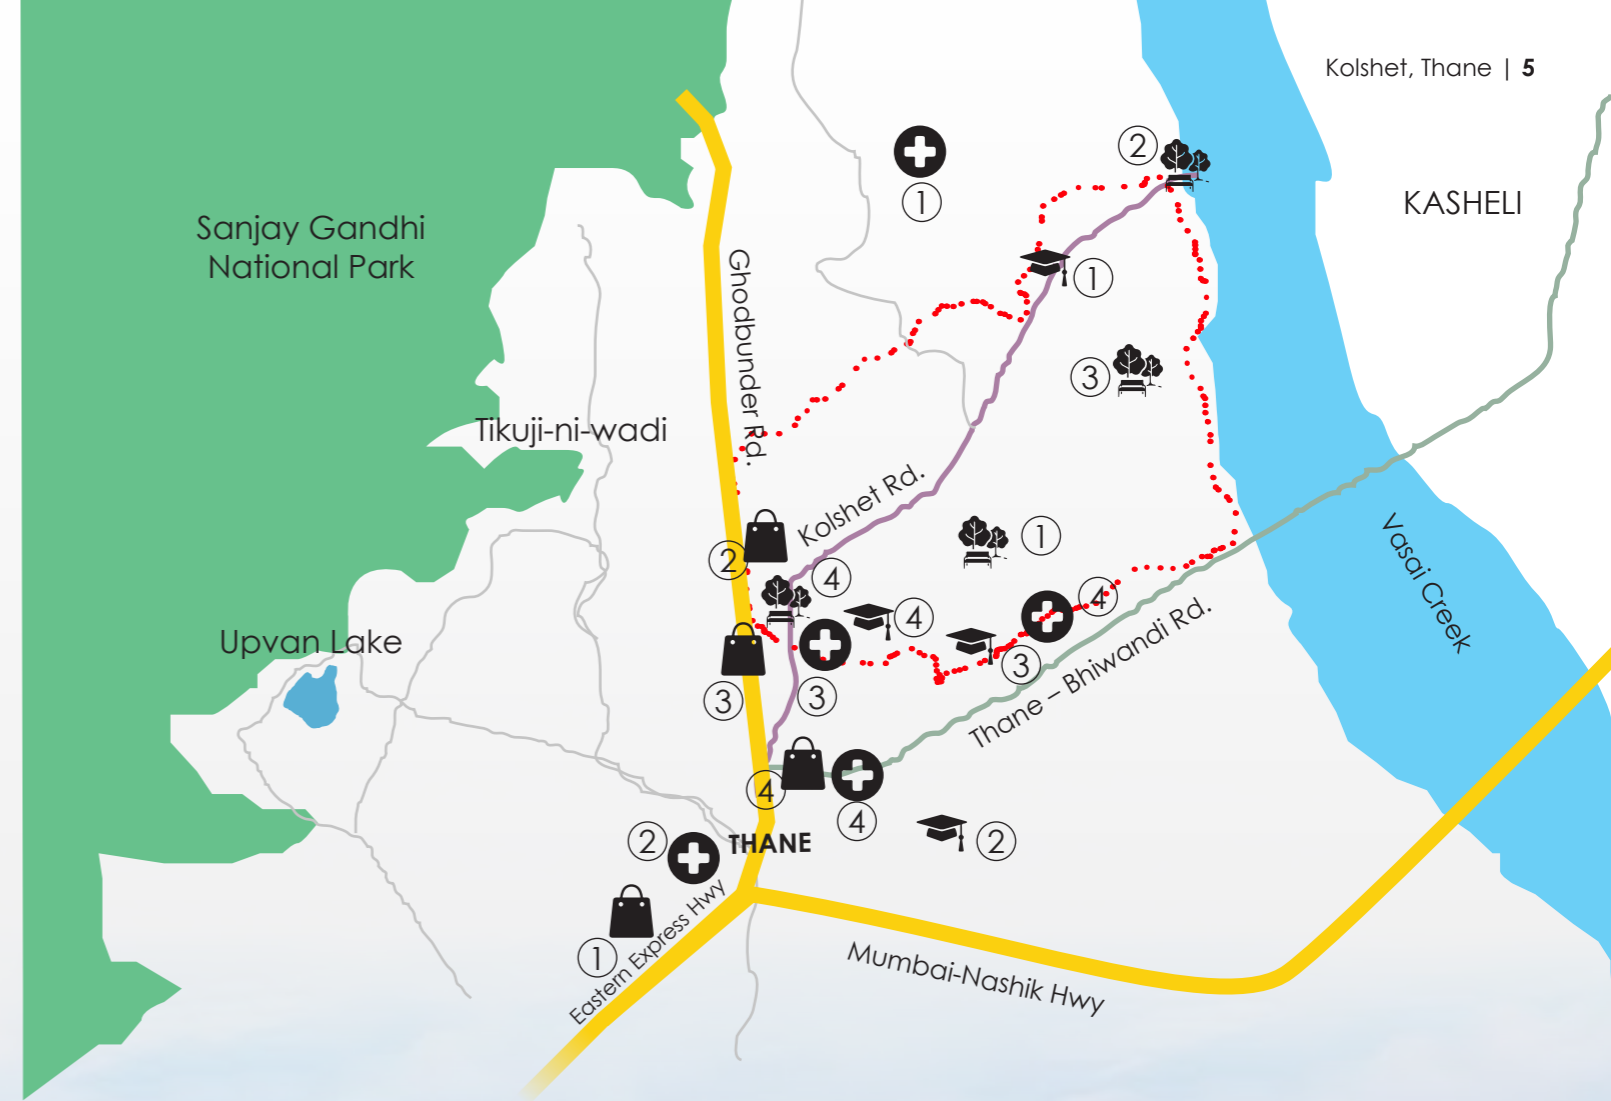 Kolshet, Thane | 5
2
1
KASHELI
Sanjay Gandhi
National Park
1
Ghodbunder Rd.
3
Tikuji-ni-wadi
Kolshet Rd.
1
2
Vasai Creek
4
4
4
Upvan Lake
3
Thane – Bhiwandi Rd.
3
3
4
4
THANE
2
2
Eastern Express Hwy
1
Mumbai-Nashik Hwy